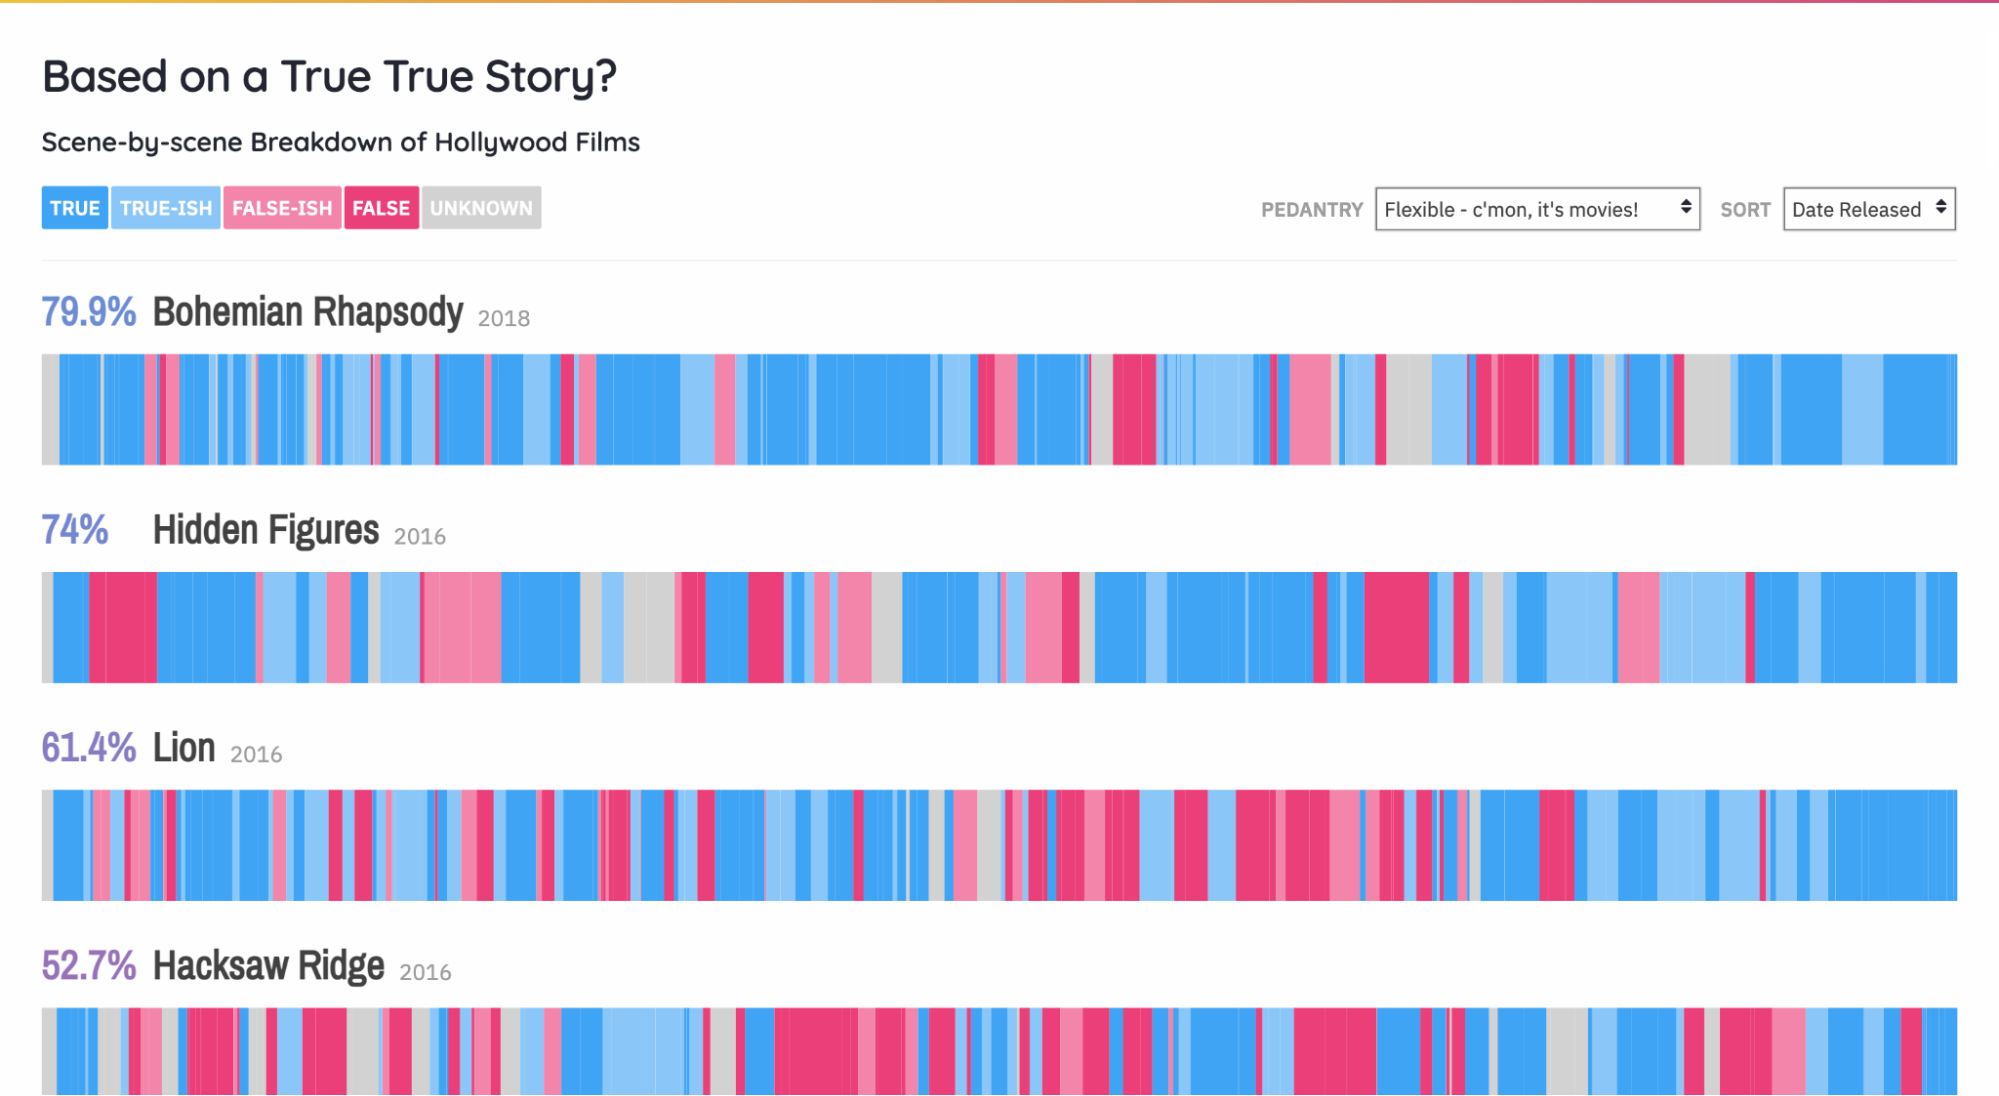 Based on a True True Story?
Scene-by-scene Breakdown of Hollywood Films
TRUE TRUE-ISH FALSE-ISH FALSE UNKNOWN
PEDANTRY Flexible - c'mon, it's movies! SORT Date Released
79.9% Bohemian Rhapsody 2018
74% Hidden Figures 2016
61.4% Lion 2016
52.7% Hacksaw Ridge 2016